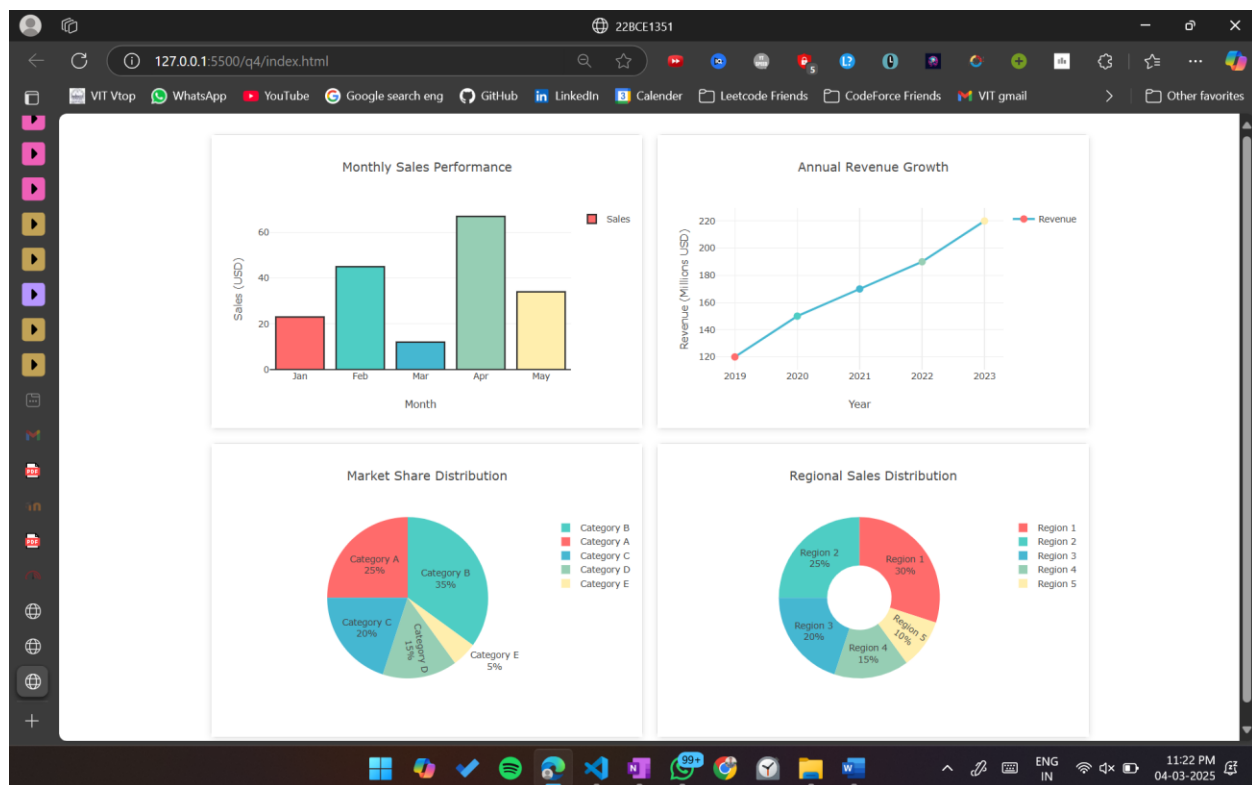 22BCE1351
127.0.0.1:5500/q4/index.html
5
VIT Vtop WhatsApp YouTube Google search eng GitHub LinkedIn Calender Leetcode Friends CodeForce Friends VIT gmail Other favorites
Monthly Sales Performance
Sales (USD)
60
40
20
0
Jan Feb Mar Apr May
Month
Sales
Annual Revenue Growth
Revenue (Millions USD)
220
200
180
160
140
120
2019 2020 2021 2022 2023
Year
Revenue
Market Share Distribution
Category A
25%
Category B
35%
Category C
20%
Category D
15%
Category E
5%
Category B
Category A
Category C
Category D
Category E
Regional Sales Distribution
Region 2
25%
Region 1
30%
Region 3
20%
Region 4
15%
Region 5
10%
Region 1
Region 2
Region 3
Region 4
Region 5
99+
ENG
IN
11:22 PM
04-03-2025